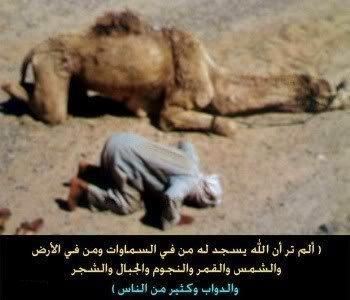 ( ألم تر أن الله يسجد له من في السماوات ومن في الأرض
والشمس والقمر والنجوم والجبال والشجر
والدواب وكثير من الناس )